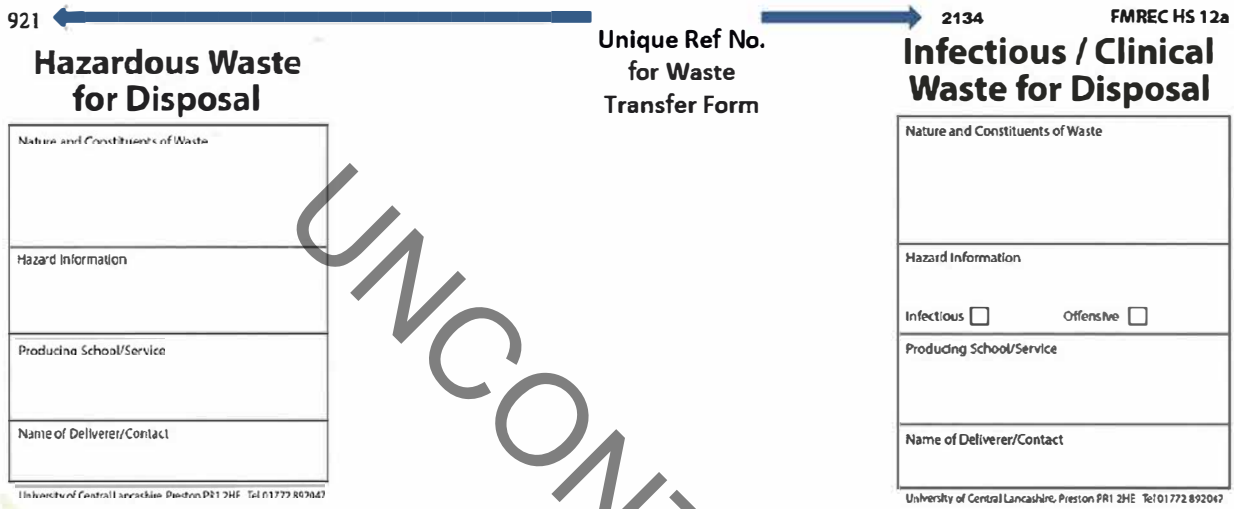 921
Hazardous Waste
for Disposal
Nature and Constituents of Waste
Hazard Information
Producing School/Service
Name of Deliverer/Contact
University of Central Lancashire, Preston PR1 2HE Tel 01772 892047
Unique Ref No.
for Waste
Transfer Form
2134 FMREC HS 12a
Infectious / Clinical
Waste for Disposal
Nature and Constituents of Waste
Hazard Information
Infectious Offensive
Producing School/Service
Name of Deliverer/Contact
University of Central Lancashire, Preston PR1 2HE Tel 01772 892047
UNCONT